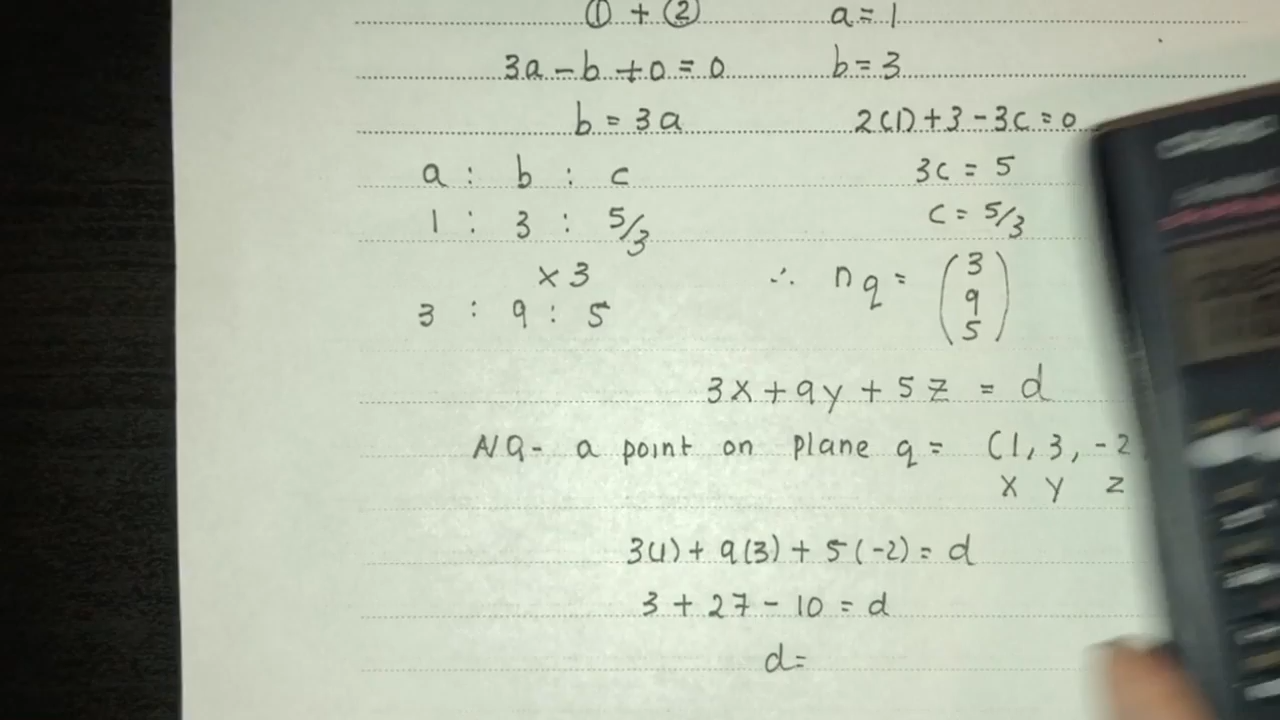 ① + ② a = 1
3a - b + 0 = 0 b = 3
b = 3a 2(1) + 3 - 3c = 0
a : b : c 3c = 5
1 : 3 : 5/3 c = 5/3
x 3 ∴ nq = (3 9 5)
3 : 9 : 5
3x + 9y + 5z = d
A/Q - a point on plane q = (1, 3, -2
x y z
3(1) + 9(3) + 5(-2) = d
3 + 27 - 10 = d
d =